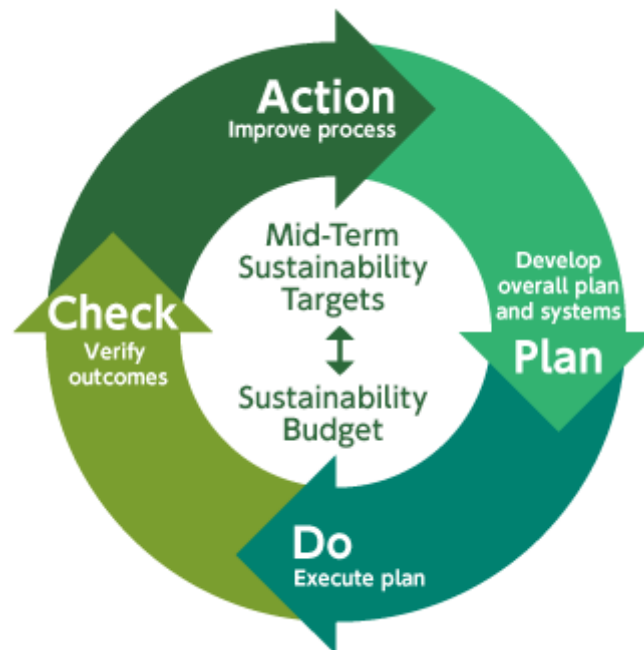 Action
Improve process
Mid-Term
Sustainability
Targets
Sustainability
Budget
Develop
overall plan
and systems
Plan
Do
Execute plan
Check
Verify
outcomes